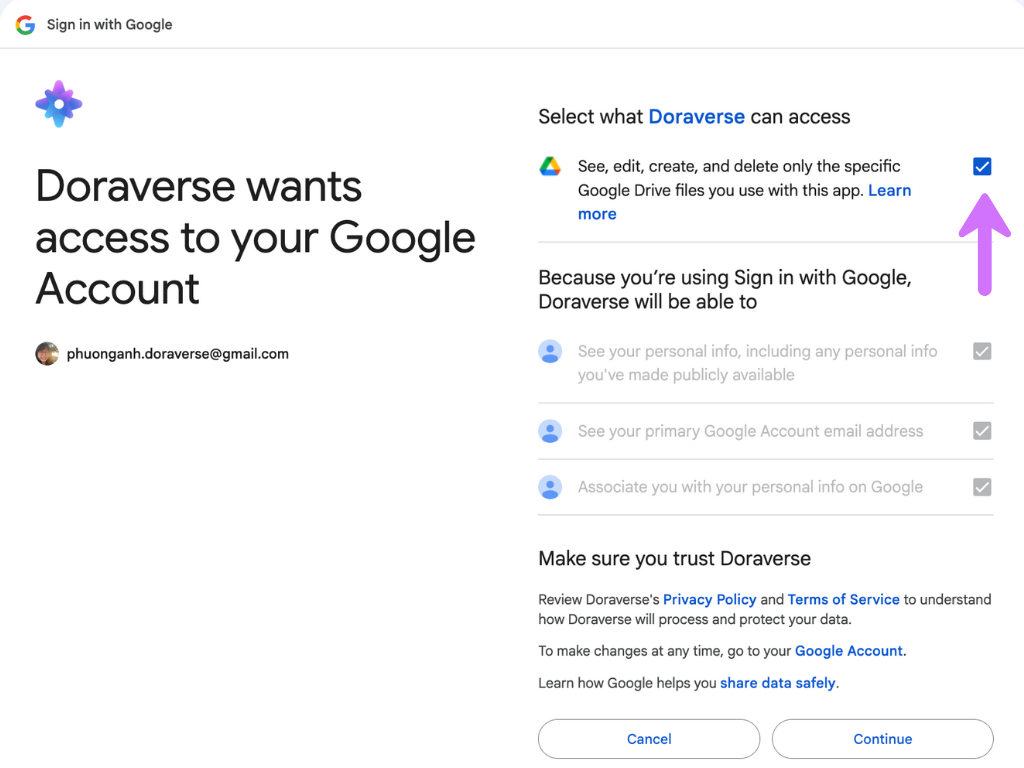 Sign in with Google
Doraverse wants
access to your Google
Account
phuonganh.doraverse@gmail.com
Select what Doraverse can access
See, edit, create, and delete only the specific
Google Drive files you use with this app. Learn
more
Because you’re using Sign in with Google,
Doraverse will be able to
See your personal info, including any personal info
you've made publicly available
See your primary Google Account email address
Associate you with your personal info on Google
Make sure you trust Doraverse
Review Doraverse's Privacy Policy and Terms of Service to understand
how Doraverse will process and protect your data.
To make changes at any time, go to your Google Account.
Learn how Google helps you share data safely.
Cancel
Continue